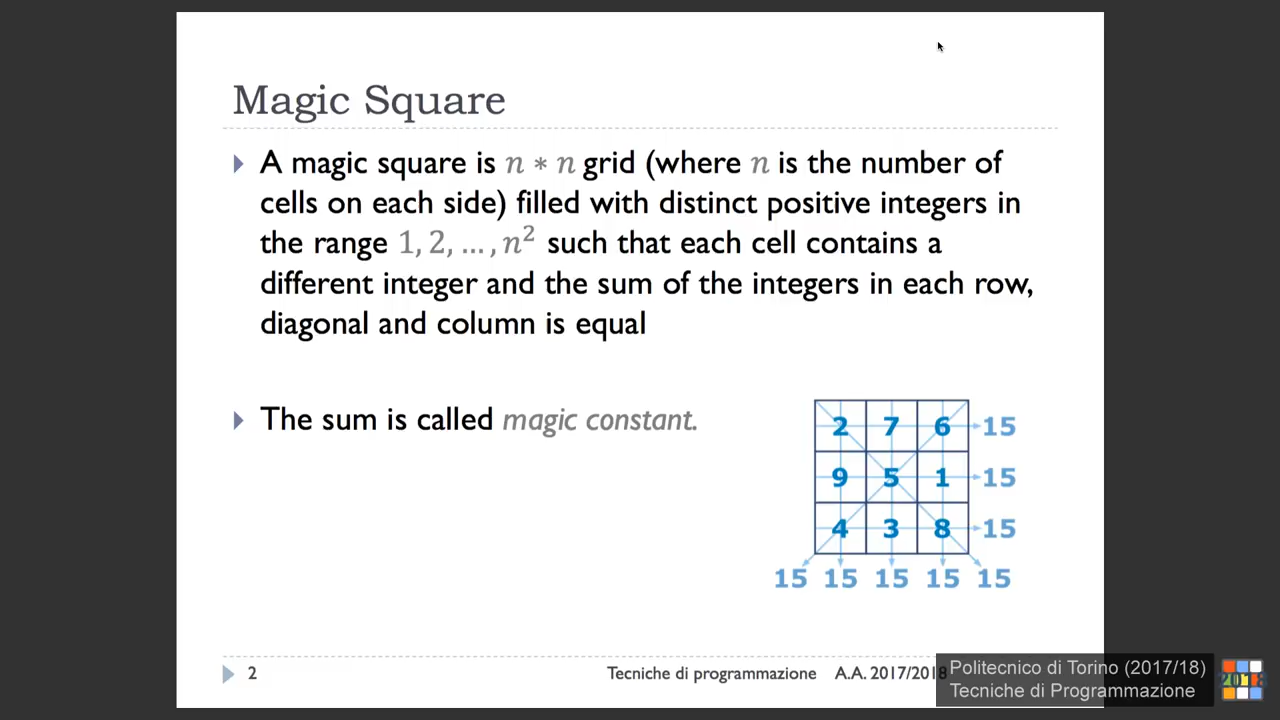 Magic Square
A magic square is n * n grid (where n is the number of
cells on each side) filled with distinct positive integers in
the range 1, 2, … , n² such that each cell contains a
different integer and the sum of the integers in each row,
diagonal and column is equal
The sum is called magic constant.
2 7 6 15
9 5 1 15
4 3 8 15
15 15 15 15 15
2 Tecniche di programmazione A.A. 2017/2018
Politecnico di Torino (2017/18)
Tecniche di Programmazione
2018